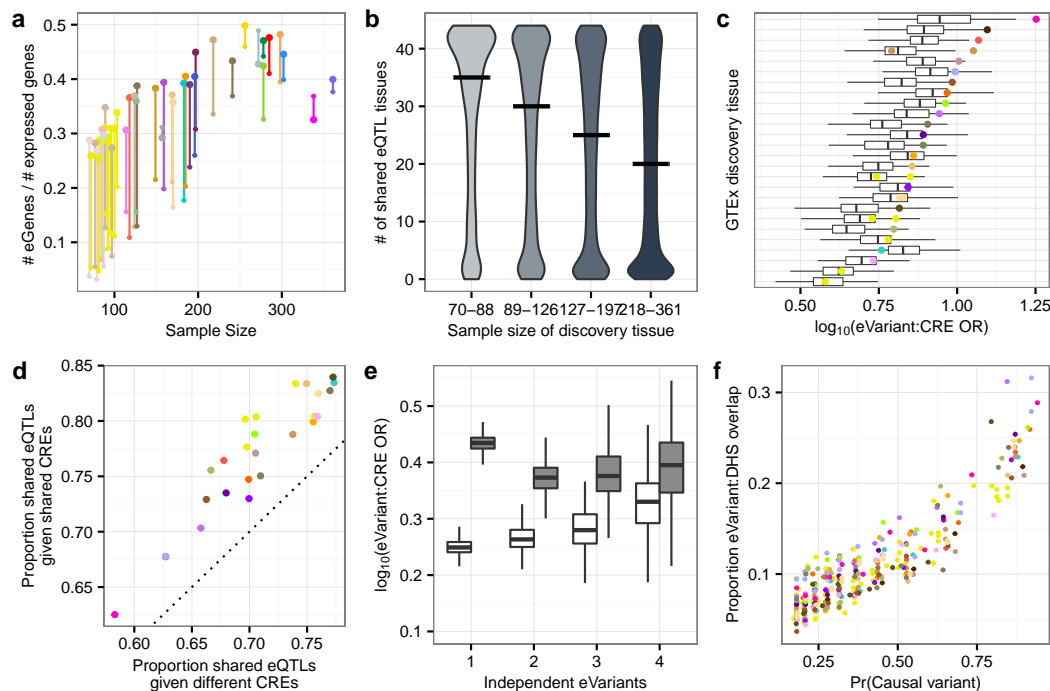 a
# eGenes / # expressed genes
0.5
0.4
0.3
0.2
0.1
100
200
300
Sample Size
b
# of shared eQTL tissues
40
30
20
10
0
70−88
89−126
127−197
218−361
Sample size of discovery tissue
c
GTEx discovery tissue
0.50
0.75
1.00
1.25
log10(eVariant:CRE OR)
d
Proportion shared eQTLs
given shared CREs
0.85
0.80
0.75
0.70
0.65
0.60
0.65
0.70
0.75
Proportion shared eQTLs
given different CREs
e
log10(eVariant:CRE OR)
0.5
0.4
0.3
0.2
0.1
1
2
3
4
Independent eVariants
f
Proportion eVariant:DHS overlap
0.3
0.2
0.1
0.25
0.50
0.75
Pr(Causal variant)